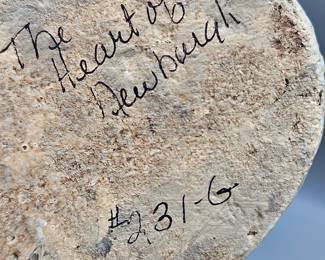 The
Heart of
Newburgh
#231-G